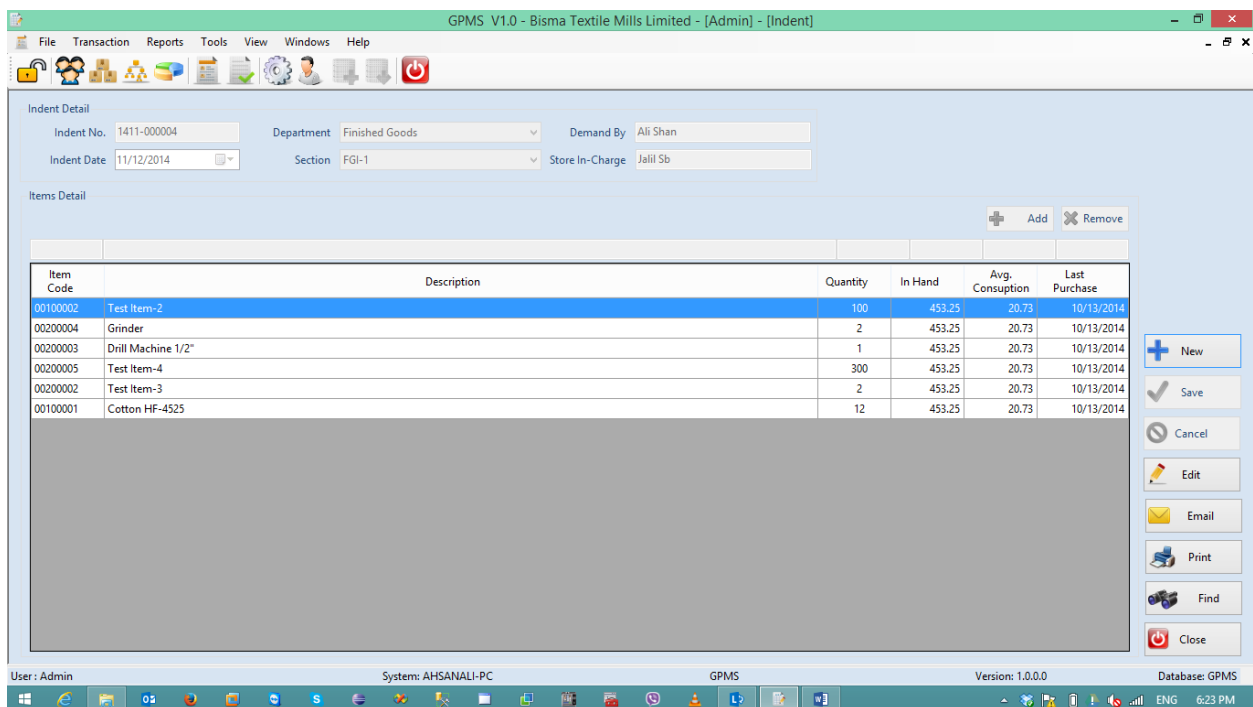 GPMS V1.0 - Bisma Textile Mills Limited - [Admin] - [Indent]
File Transaction Reports Tools View Windows Help
Indent Detail
Indent No. 1411-000004 Department Finished Goods Demand By Ali Shan
Indent Date 11/12/2014 Section FGI-1 Store In-Charge Jalil Sb
Items Detail
Add Remove
Item Code Description Quantity In Hand Avg. Consuption Last Purchase
00100002 Test Item-2 100 453.25 20.73 10/13/2014
00200004 Grinder 2 453.25 20.73 10/13/2014
00200003 Drill Machine 1/2" 1 453.25 20.73 10/13/2014
00200005 Test Item-4 300 453.25 20.73 10/13/2014
00200002 Test Item-3 2 453.25 20.73 10/13/2014
00100001 Cotton HF-4525 12 453.25 20.73 10/13/2014
New
Save
Cancel
Edit
Email
Print
Find
Close
User : Admin System: AHSANALI-PC GPMS Version: 1.0.0.0 Database: GPMS
ENG 6:23 PM